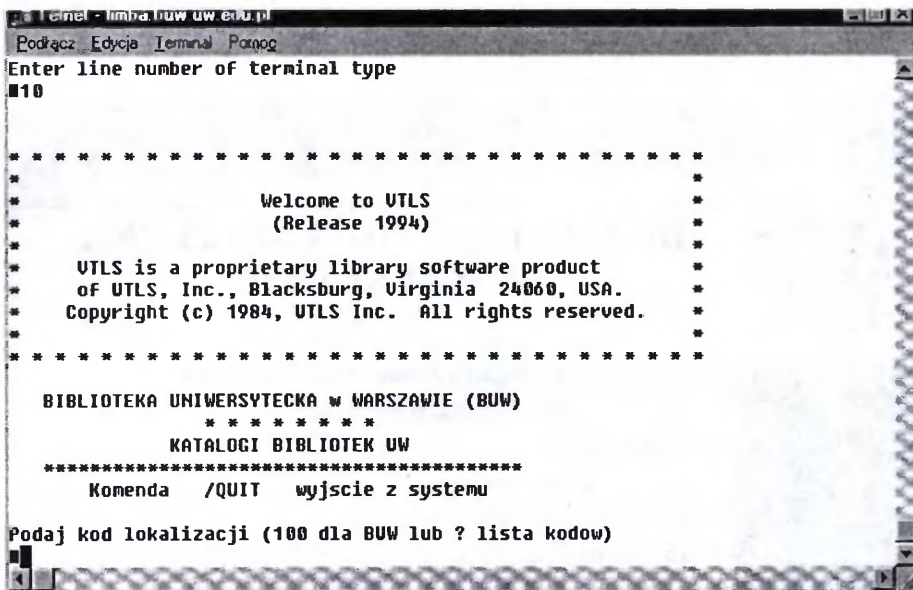 Telnet - limba.buw.uw.edu.pl
Podłącz Edycja Terminal Pomoc
Enter line number of terminal type
10
* * * * * * * * * * * * * * * * * * * * * * * * * * * * * * *
* *
* Welcome to VTLS *
* (Release 1994) *
* *
* VTLS is a proprietary library software product *
* of VTLS, Inc., Blacksburg, Virginia 24060, USA. *
* Copyright (c) 1984, VTLS Inc. All rights reserved. *
* *
* * * * * * * * * * * * * * * * * * * * * * * * * * * * * * *
BIBLIOTEKA UNIWERSYTECKA w WARSZAWIE (BUW)
* * * * * * * *
KATALOGI BIBLIOTEK UW
******************************************
Komenda /QUIT wyjscie z systemu
Podaj kod lokalizacji (100 dla BUW lub ? lista kodow)